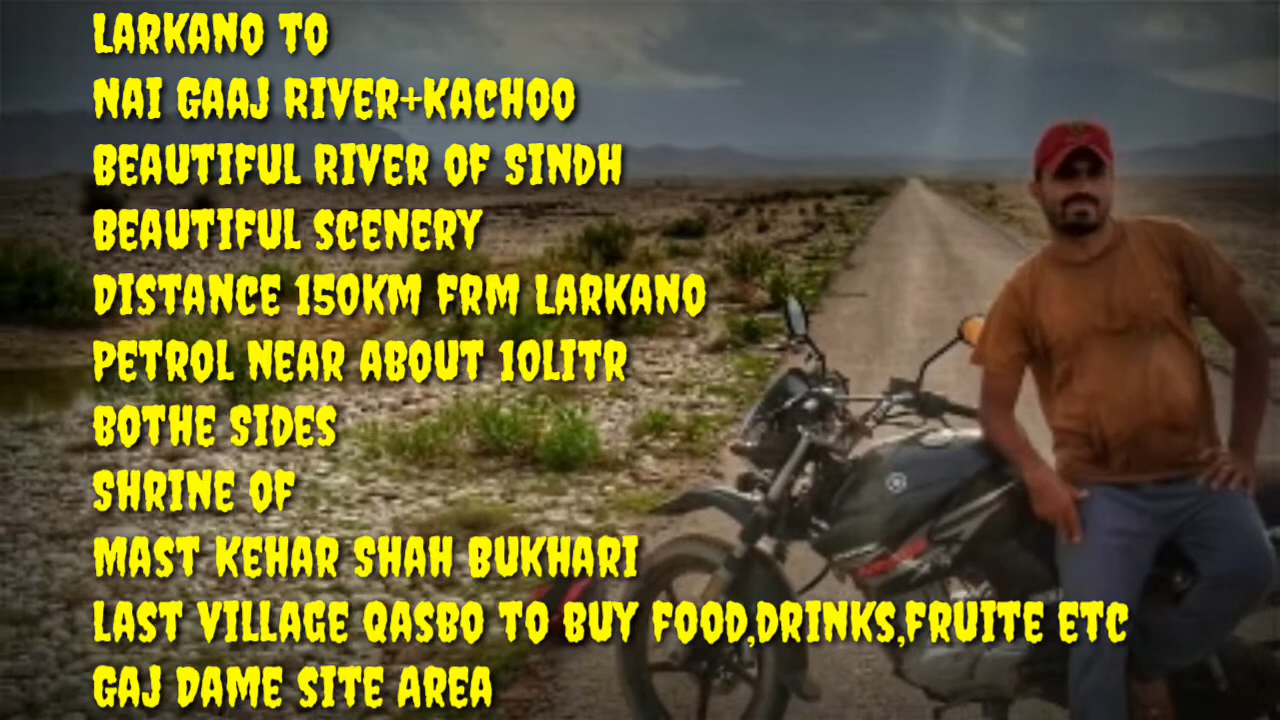 LARKANO TO
NAI GAAJ RIVER+KACHOO
BEAUTIFUL RIVER OF SINDH
BEAUTIFUL SCENERY
DISTANCE 150KM FRM LARKANO
PETROL NEAR ABOUT 10LITR
BOTHE SIDES
SHRINE OF
MAST KEHAR SHAH BUKHARI
LAST VILLAGE QASBO TO BUY FOOD,DRINKS,FRUITE ETC
GAJ DAME SITE AREA